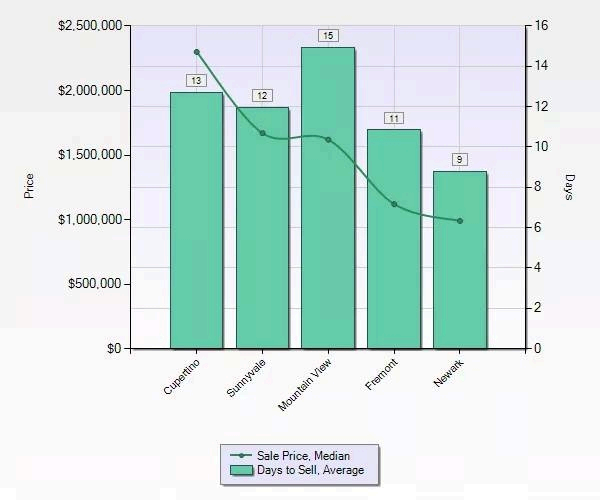 $2,500,000
$2,000,000
$1,500,000
$1,000,000
$500,000
$0
Price
16
14
12
10
8
6
4
2
0
Days
13
12
15
11
9
Cupertino
Sunnyvale
Mountain View
Fremont
Newark
Sale Price, Median
Days to Sell, Average